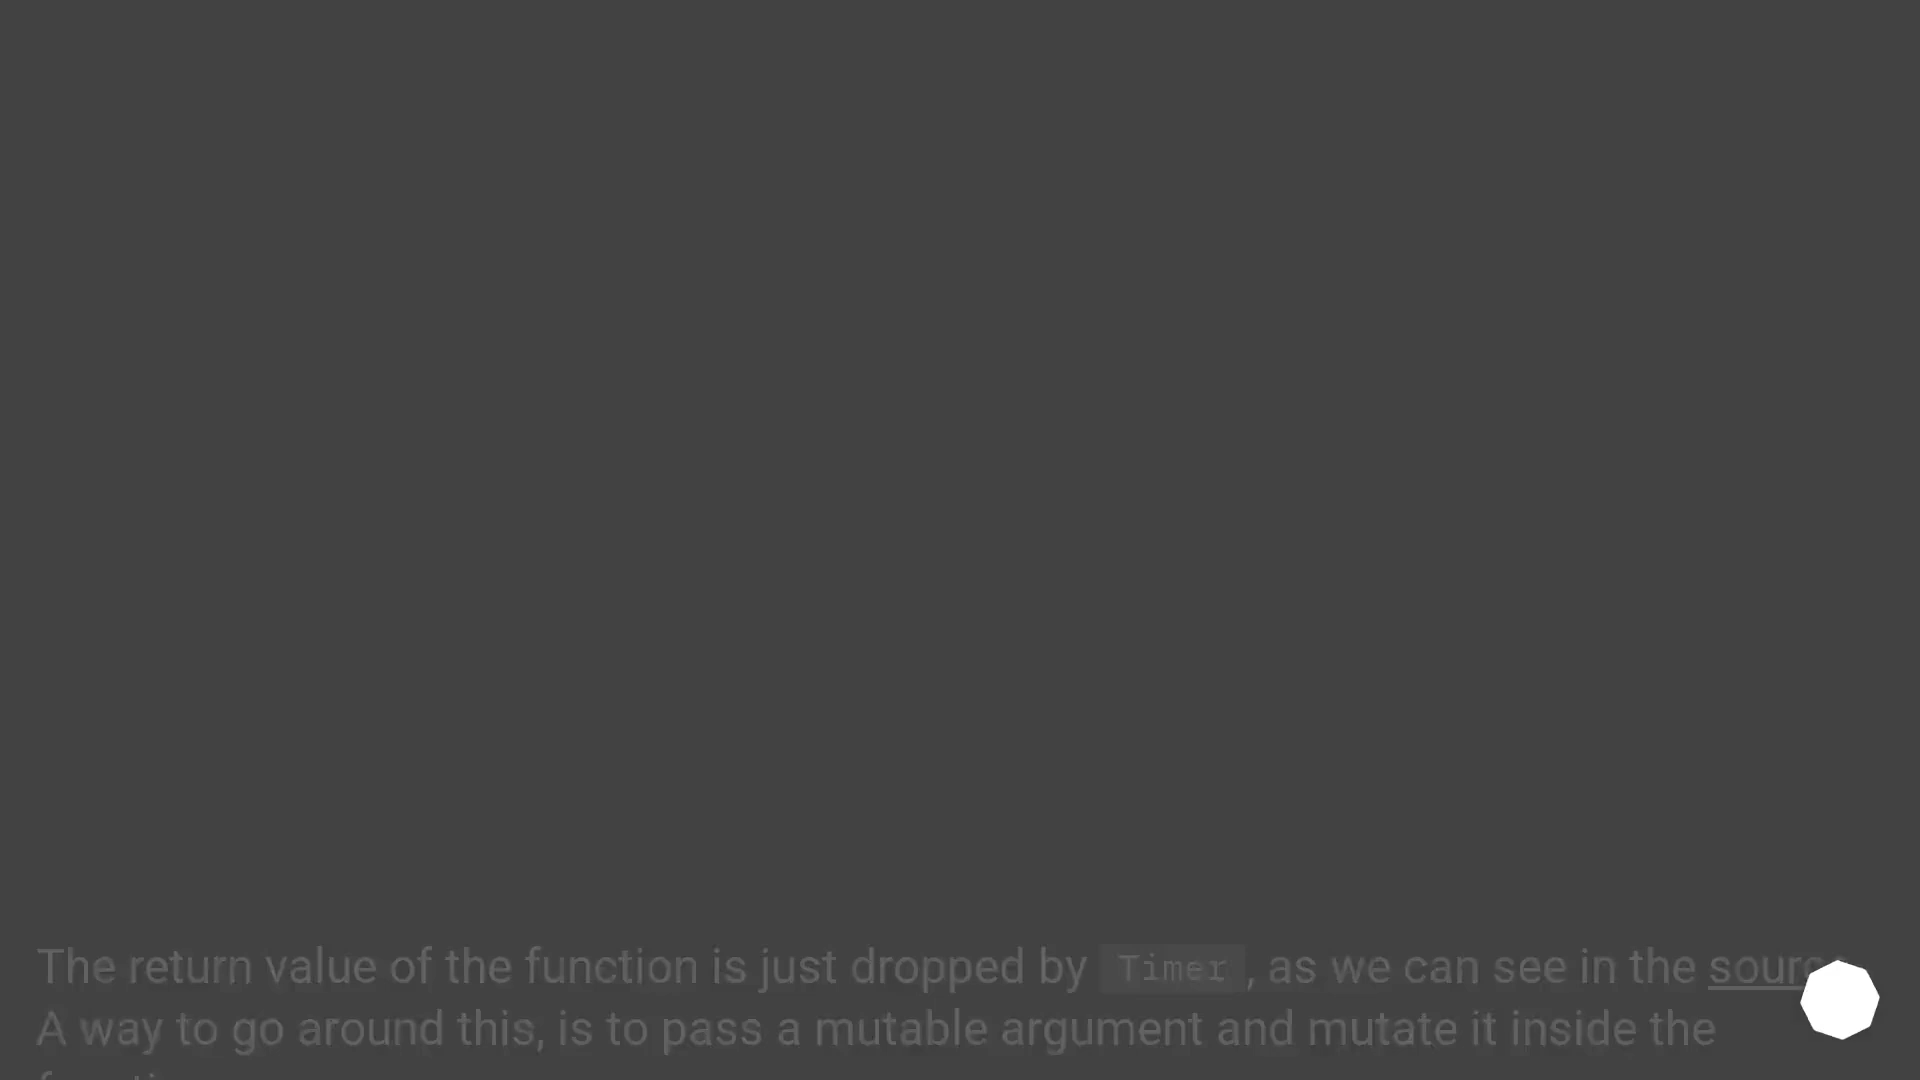 The return value of the function is just dropped by Timer, as we can see in the
A way to go around this, is to pass a mutable argument and mutate it inside the